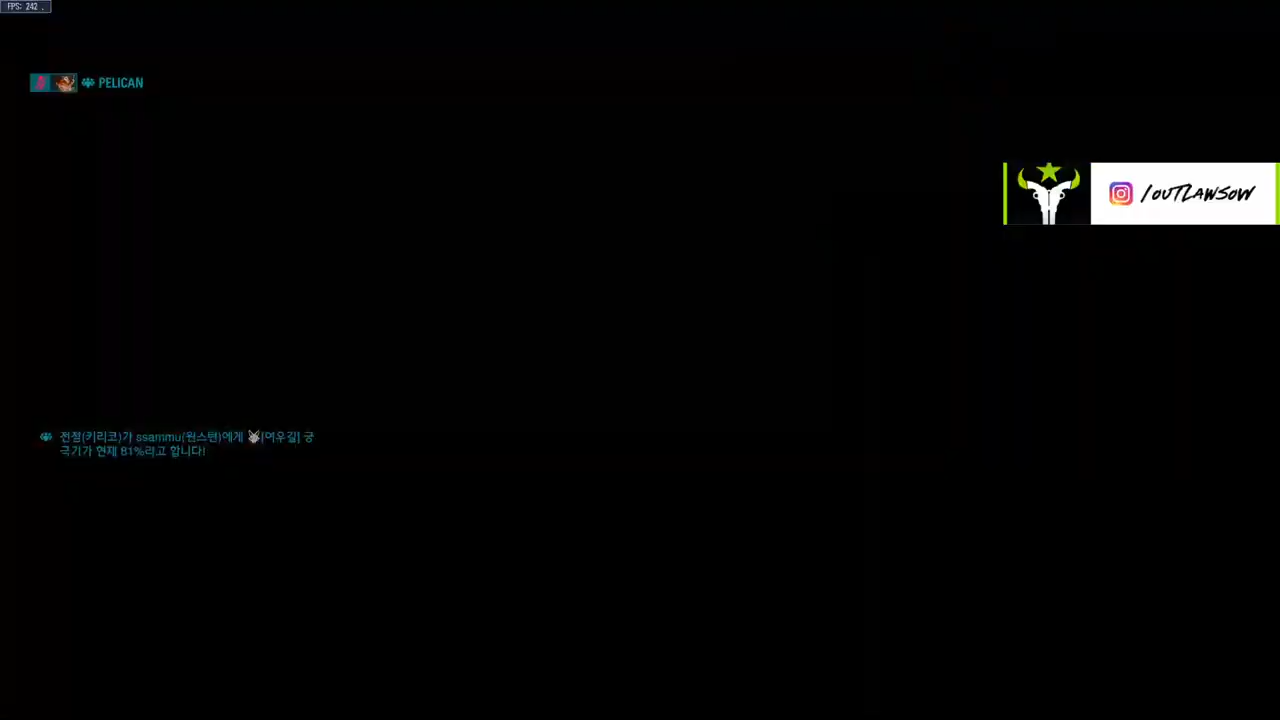 FPS: 242
PELICAN
/OUTLAWSOW
전점(키리코)가 ssammu(윈스턴)에게 [여우길] 궁
극기가 현재 81%라고 합니다!